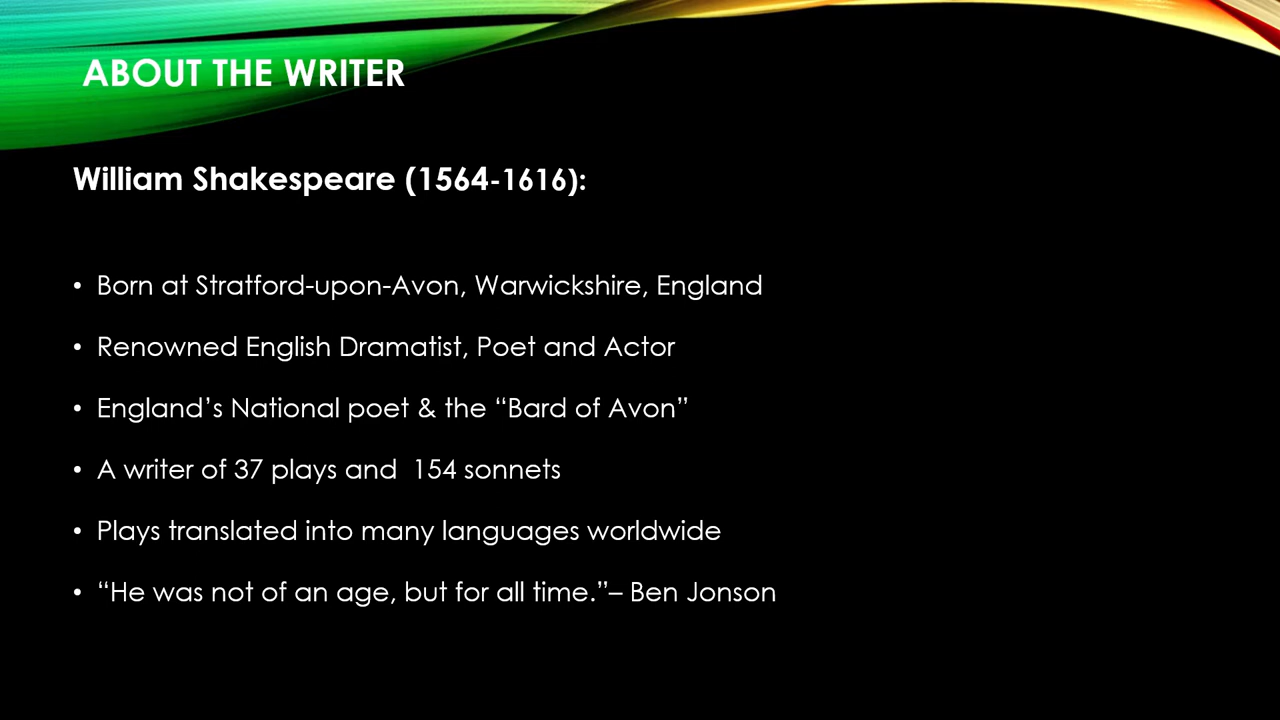 ABOUT THE WRITER
William Shakespeare (1564-1616):
• Born at Stratford-upon-Avon, Warwickshire, England
• Renowned English Dramatist, Poet and Actor
• England’s National poet & the “Bard of Avon”
• A writer of 37 plays and  154 sonnets
• Plays translated into many languages worldwide
• “He was not of an age, but for all time.”– Ben Jonson